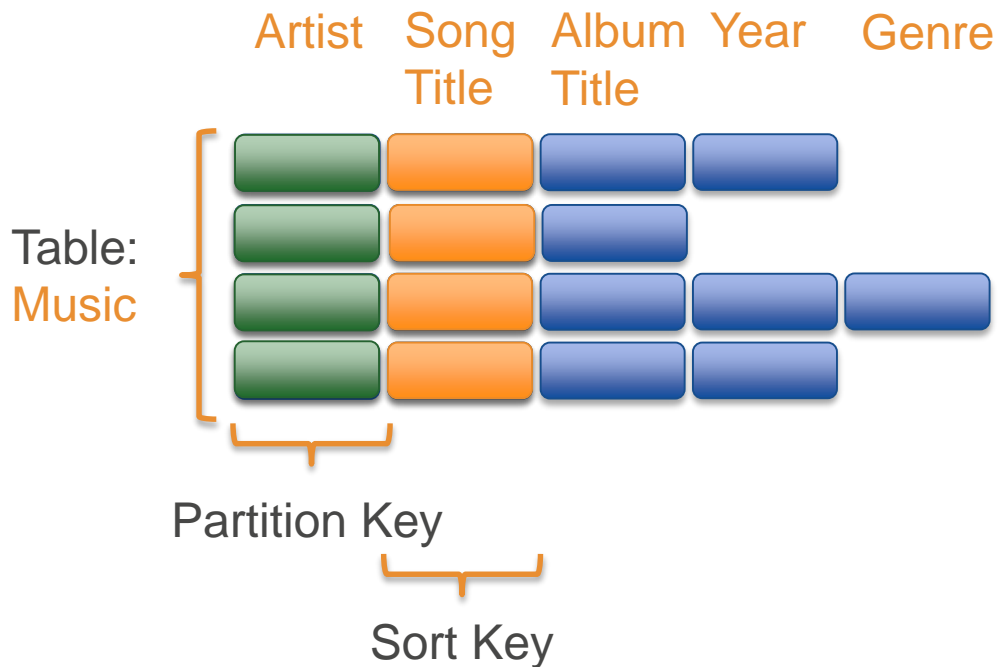 Artist Song Album Year Genre
Title Title
Table:
Music
Partition Key
Sort Key